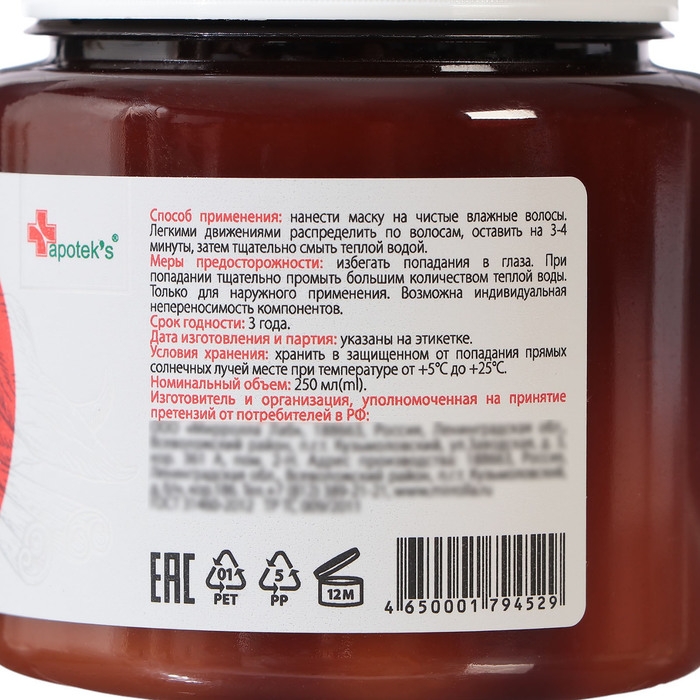 apotek's®
Способ применения: нанести маску на чистые влажные волосы.
Легкими движениями распределить по волосам, оставить на 3-4
минуты, затем тщательно смыть теплой водой.
Меры предосторожности: избегать попадания в глаза. При
попадании тщательно промыть большим количеством теплой воды.
Только для наружного применения. Возможна индивидуальная
непереносимость компонентов.
Срок годности: 3 года.
Дата изготовления и партия: указаны на этикетке.
Условия хранения: хранить в защищенном от попадания прямых
солнечных лучей месте при температуре от +5°C до +25°C.
Номинальный объем: 250 мл(ml).
Изготовитель и организация, уполномоченная на принятие
претензий от потребителей в РФ:
EAC 01 PET 5 PP 12M
4 650001 794529